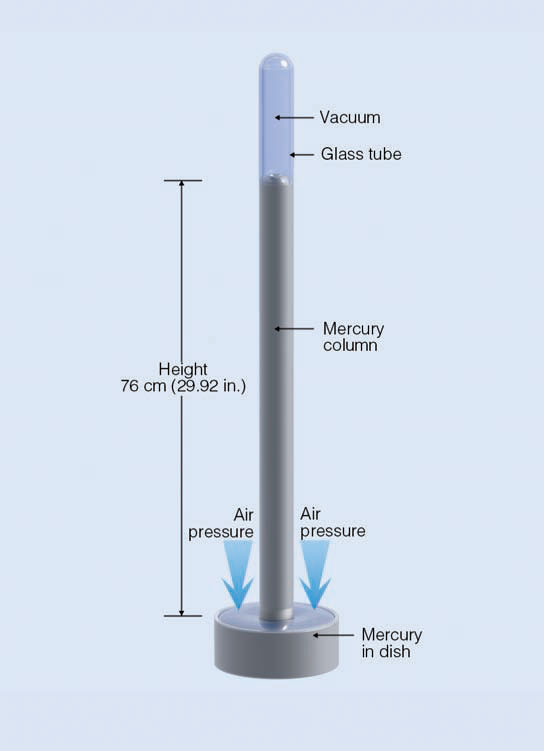 Vacuum
Glass tube
Mercury
column
Height
76 cm (29.92 in.)
Air
pressure
Air
pressure
Mercury
in dish